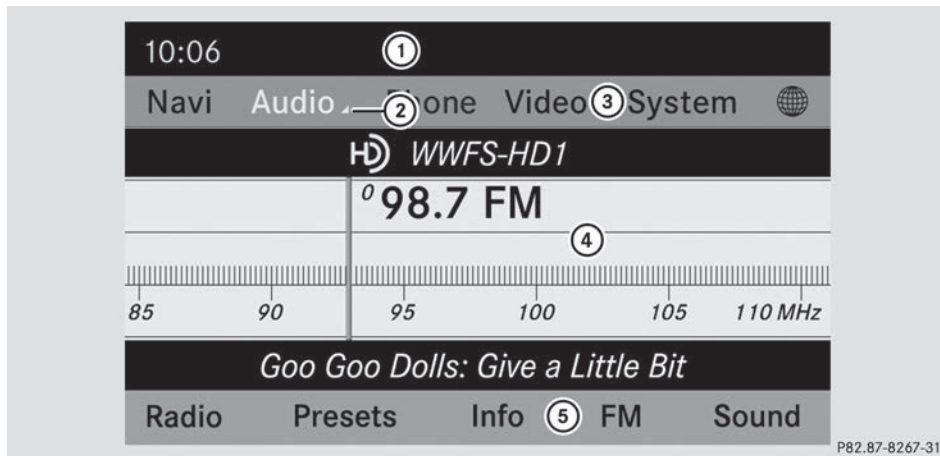 10:06 1
Navi Audio 2 Phone Video 3 System
HD WWFS-HD1
0 98.7 FM
4
85 90 95 100 105 110 MHz
Goo Goo Dolls: Give a Little Bit
Radio Presets Info 5 FM Sound
P82.87-8267-31